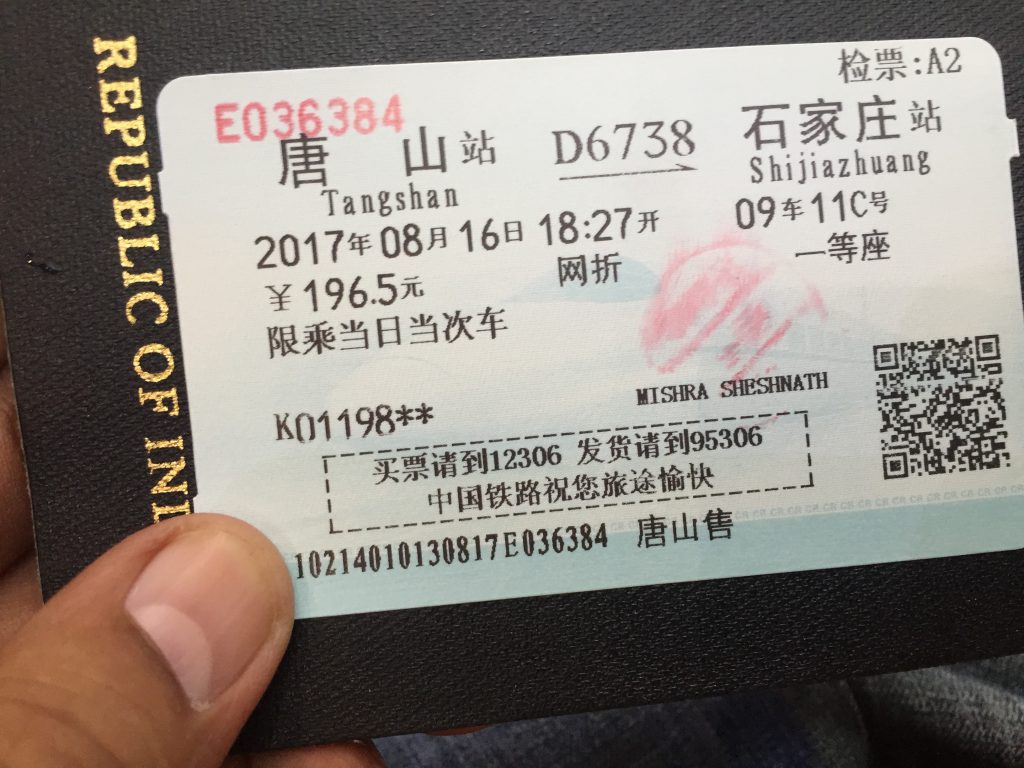 REPUBLIC OF IN
检票:A2
E036384
唐山站 D6738 石家庄站
Tangshan Shijiazhuang
2017年08月16日 18:27开 09车11C号
¥196.5元 网折 一等座
限乘当日当次车
MISHRA SHESHNATH
K01198**
买票请到12306 发货请到95306
中国铁路祝您旅途愉快
10214010130817E036384 唐山售